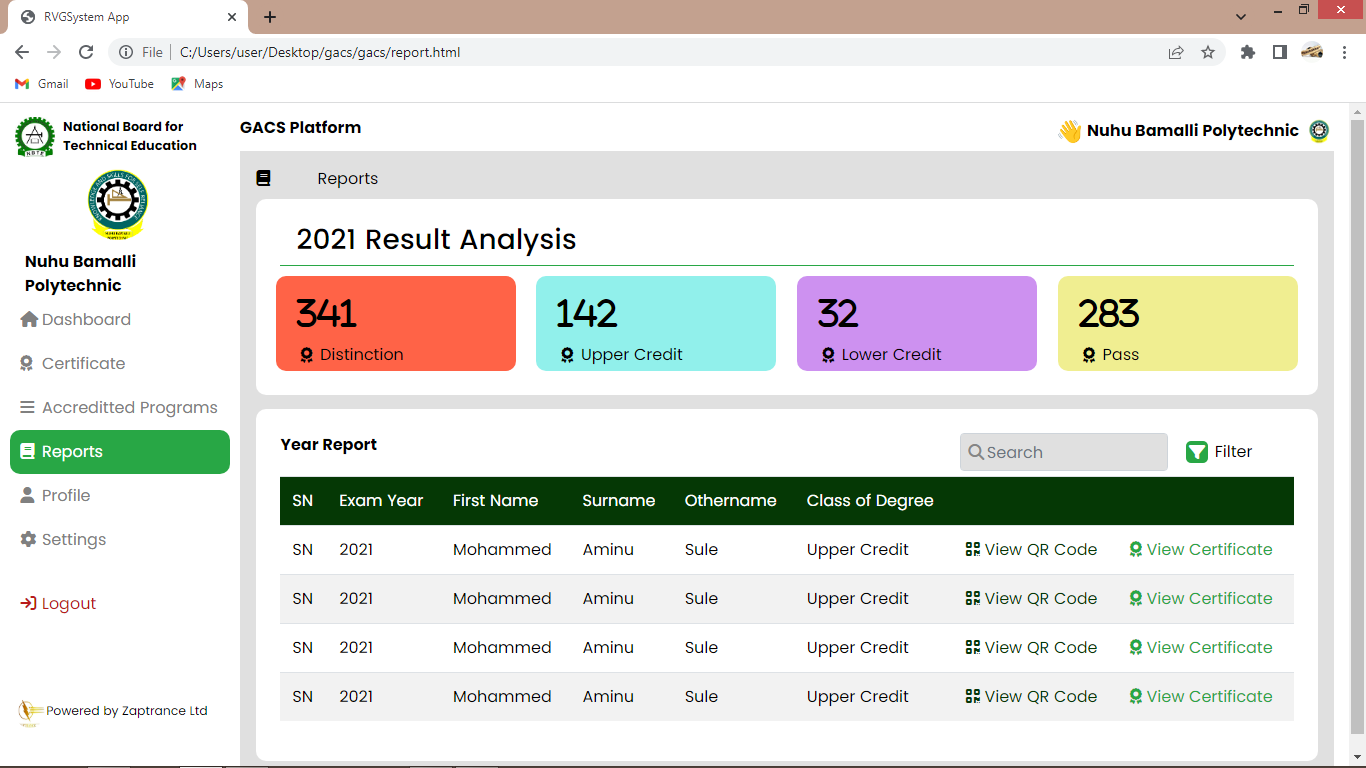 RVGSystem App
File C:/Users/user/Desktop/gacs/gacs/report.html
Gmail YouTube Maps
National Board for
Technical Education
Nuhu Bamalli
Polytechnic
Dashboard
Certificate
Accreditted Programs
Reports
Profile
Settings
Logout
Powered by Zaptrance Ltd
GACS Platform
Nuhu Bamalli Polytechnic
Reports
2021 Result Analysis
341
Distinction
142
Upper Credit
32
Lower Credit
283
Pass
Year Report
Search
Filter
SN Exam Year First Name Surname Othername Class of Degree
SN 2021 Mohammed Aminu Sule Upper Credit View QR Code View Certificate
SN 2021 Mohammed Aminu Sule Upper Credit View QR Code View Certificate
SN 2021 Mohammed Aminu Sule Upper Credit View QR Code View Certificate
SN 2021 Mohammed Aminu Sule Upper Credit View QR Code View Certificate